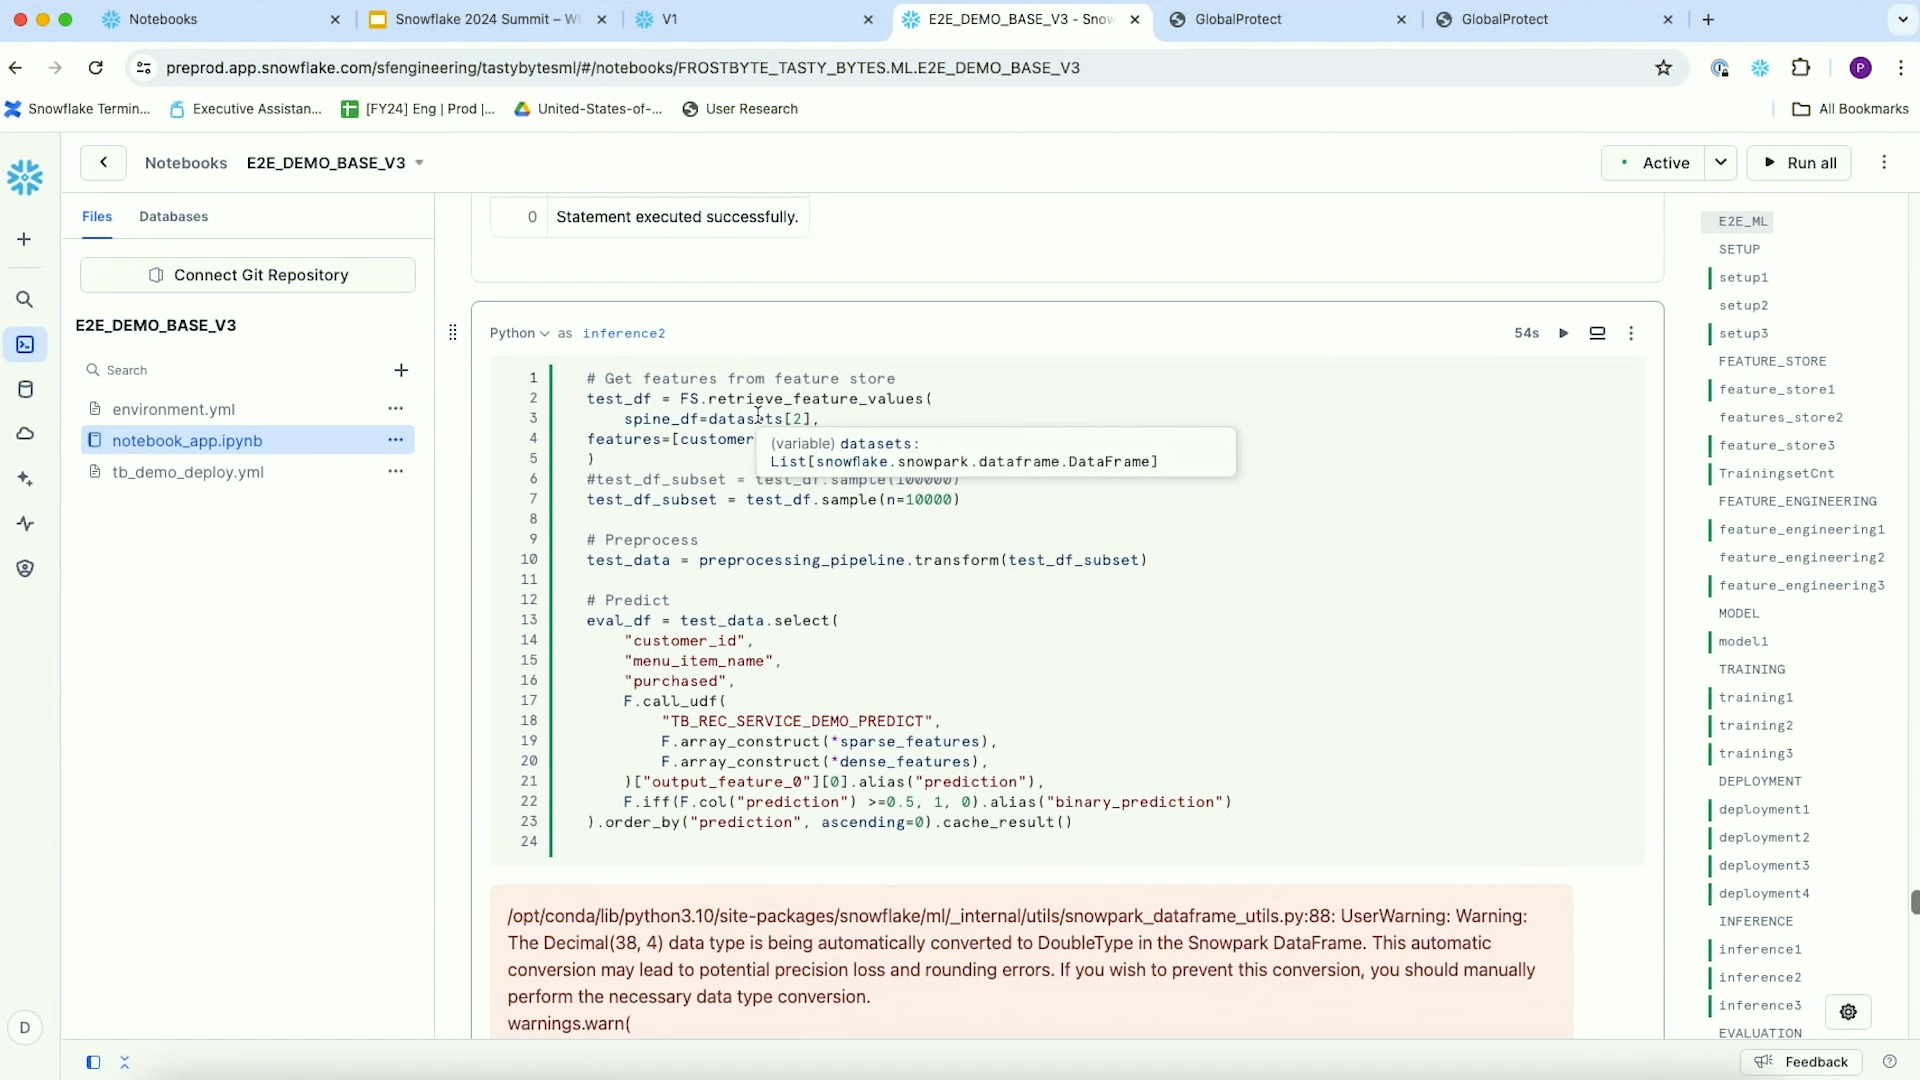 Notebooks
Snowflake 2024 Summit – W
V1
E2E_DEMO_BASE_V3 - Snow
GlobalProtect
GlobalProtect
preprod.app.snowflake.com/sfengineering/tastybytesml/#/notebooks/FROSTBYTE_TASTY_BYTES.ML.E2E_DEMO_BASE_V3
P
Snowflake Termin...
Executive Assistan...
[FY24] Eng | Prod |...
United-States-of-...
User Research
All Bookmarks
Notebooks
E2E_DEMO_BASE_V3
Active
Run all
Files
Databases
Connect Git Repository
E2E_DEMO_BASE_V3
Search
environment.yml
notebook_app.ipynb
tb_demo_deploy.yml
D
0 Statement executed successfully.
Python as inference2
54s
1 # Get features from feature store
2 test_df = FS.retrieve_feature_values(
3 spine_df=datasets[2],
4 features=[customer
5 )
6 #test_df_subset = test_df.sample(100000)
7 test_df_subset = test_df.sample(n=10000)
8
9 # Preprocess
10 test_data = preprocessing_pipeline.transform(test_df_subset)
11
12 # Predict
13 eval_df = test_data.select(
14 "customer_id",
15 "menu_item_name",
16 "purchased",
17 F.call_udf(
18 "TB_REC_SERVICE_DEMO_PREDICT",
19 F.array_construct(*sparse_features),
20 F.array_construct(*dense_features),
21 )["output_feature_0"][0].alias("prediction"),
22 F.iff(F.col("prediction") >=0.5, 1, 0).alias("binary_prediction")
23 ).order_by("prediction", ascending=0).cache_result()
24
(variable) datasets:
List[snowflake.snowpark.dataframe.DataFrame]
/opt/conda/lib/python3.10/site-packages/snowflake/ml/_internal/utils/snowpark_dataframe_utils.py:88: UserWarning: Warning:
The Decimal(38, 4) data type is being automatically converted to DoubleType in the Snowpark DataFrame. This automatic
conversion may lead to potential precision loss and rounding errors. If you wish to prevent this conversion, you should manually
perform the necessary data type conversion.
warnings.warn(
E2E_ML
SETUP
setup1
setup2
setup3
FEATURE_STORE
feature_store1
features_store2
feature_store3
TrainingsetCnt
FEATURE_ENGINEERING
feature_engineering1
feature_engineering2
feature_engineering3
MODEL
model1
TRAINING
training1
training2
training3
DEPLOYMENT
deployment1
deployment2
deployment3
deployment4
INFERENCE
inference1
inference2
inference3
EVALUATION
Feedback